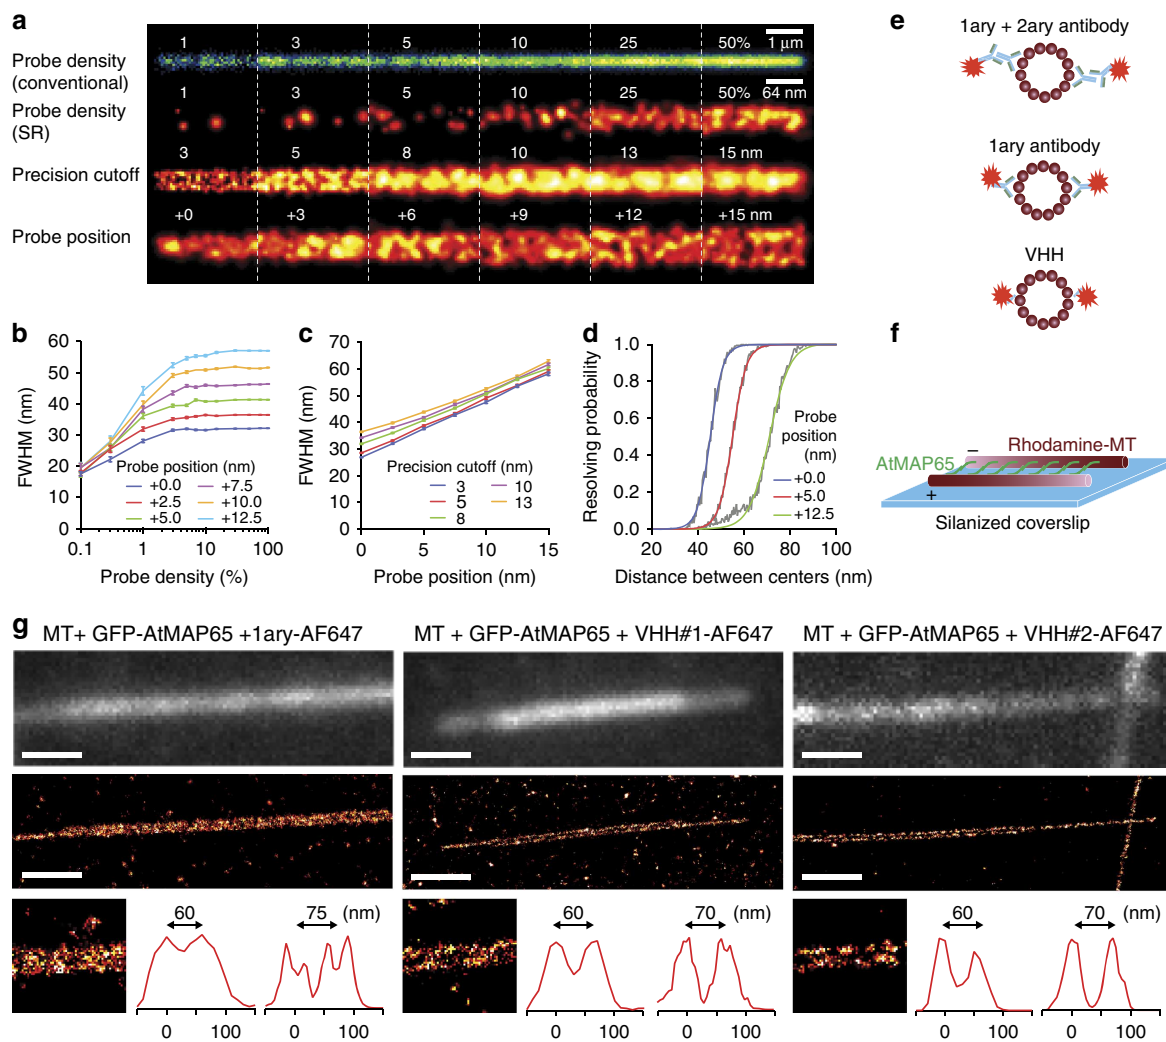 a
1 3 5 10 25 50% 1 μm
Probe density
(conventional)
1 3 5 10 25 50% 64 nm
Probe density
(SR)
3 5 8 10 13 15 nm
Precision cutoff
+0 +3 +6 +9 +12 +15 nm
Probe position
e
1ary + 2ary antibody
1ary antibody
VHH
b
60
50
40
30
20
10
0
FWHM (nm)
Probe position (nm)
+0.0 +7.5
+2.5 +10.0
+5.0 +12.5
0.1 1 10 100
Probe density (%)
c
70
60
50
40
30
20
10
0
FWHM (nm)
Precision cutoff (nm)
3 10
5 13
8
0 5 10 15
Probe position (nm)
d
1.0
0.8
0.6
0.4
0.2
0.0
Resolving probability
Probe
position
(nm)
+0.0
+5.0
+12.5
20 40 60 80 100
Distance between centers (nm)
f
Rhodamine-MT
AtMAP65
−
+
Silanized coverslip
g
MT+ GFP-AtMAP65 +1ary-AF647
MT + GFP-AtMAP65 + VHH#1-AF647
MT + GFP-AtMAP65 + VHH#2-AF647
60 75 (nm)
0 100 0 100
60 70 (nm)
0 100 0 100
60 70 (nm)
0 100 0 100